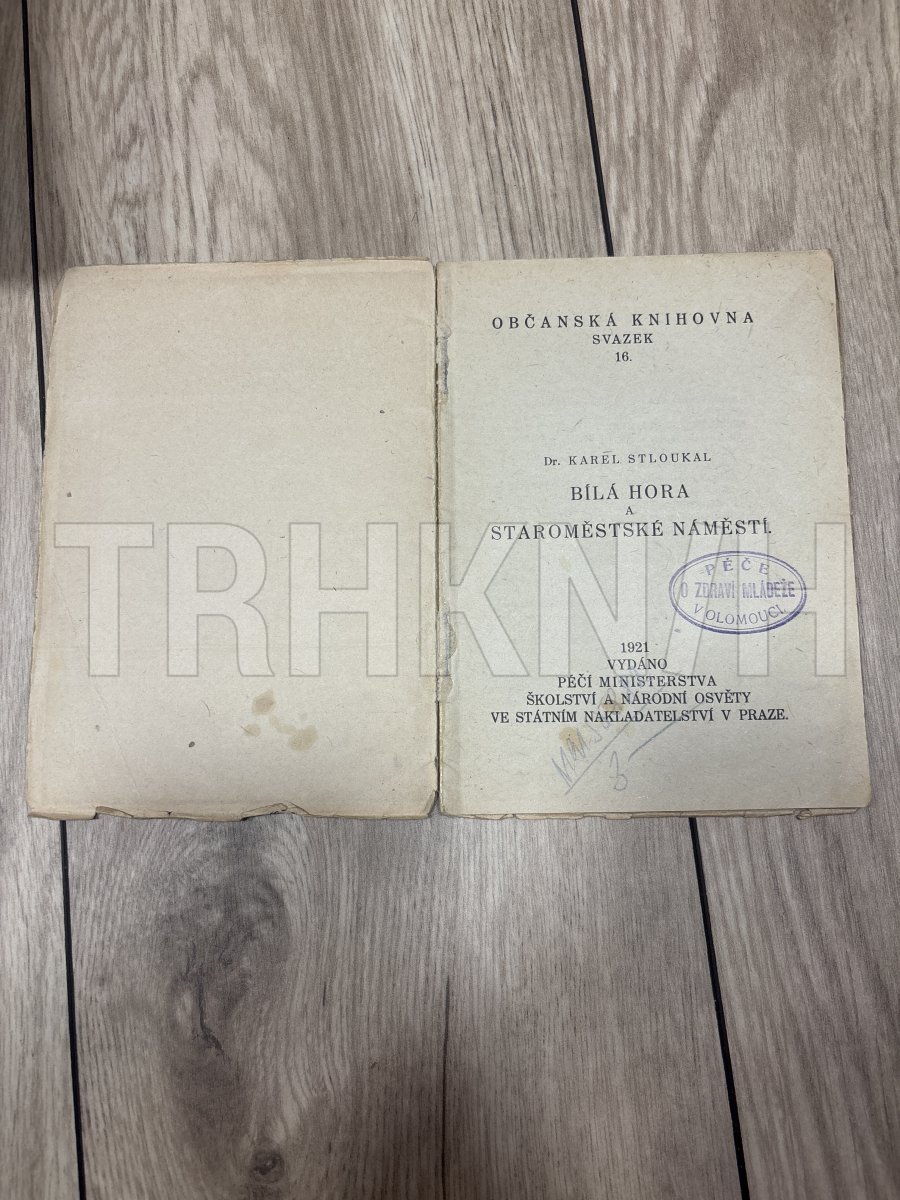 OBČANSKÁ KNIHOVNA
SVAZEK
16.
Dr. KAREL STLOUKAL
BÍLÁ HORA
A
STAROMĚSTSKÉ NÁMĚSTÍ.
PÉČE
O ZDRAVÍ MLÁDEŽE
V OLOMOUCI.
1921
VYDÁNO
PÉČÍ MINISTERSTVA
ŠKOLSTVÍ A NÁRODNÍ OSVĚTY
VE STÁTNÍM NAKLADATELSTVÍ V PRAZE.
3
TRHKNIH